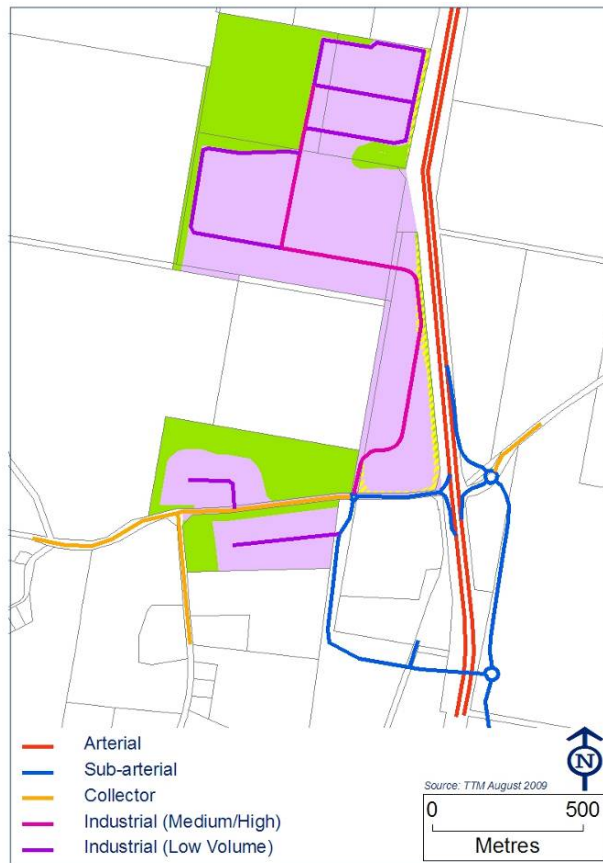 Arterial
Sub-arterial
Collector
Industrial (Medium/High)
Industrial (Low Volume)
N
Source: TTM August 2009
0 500
Metres